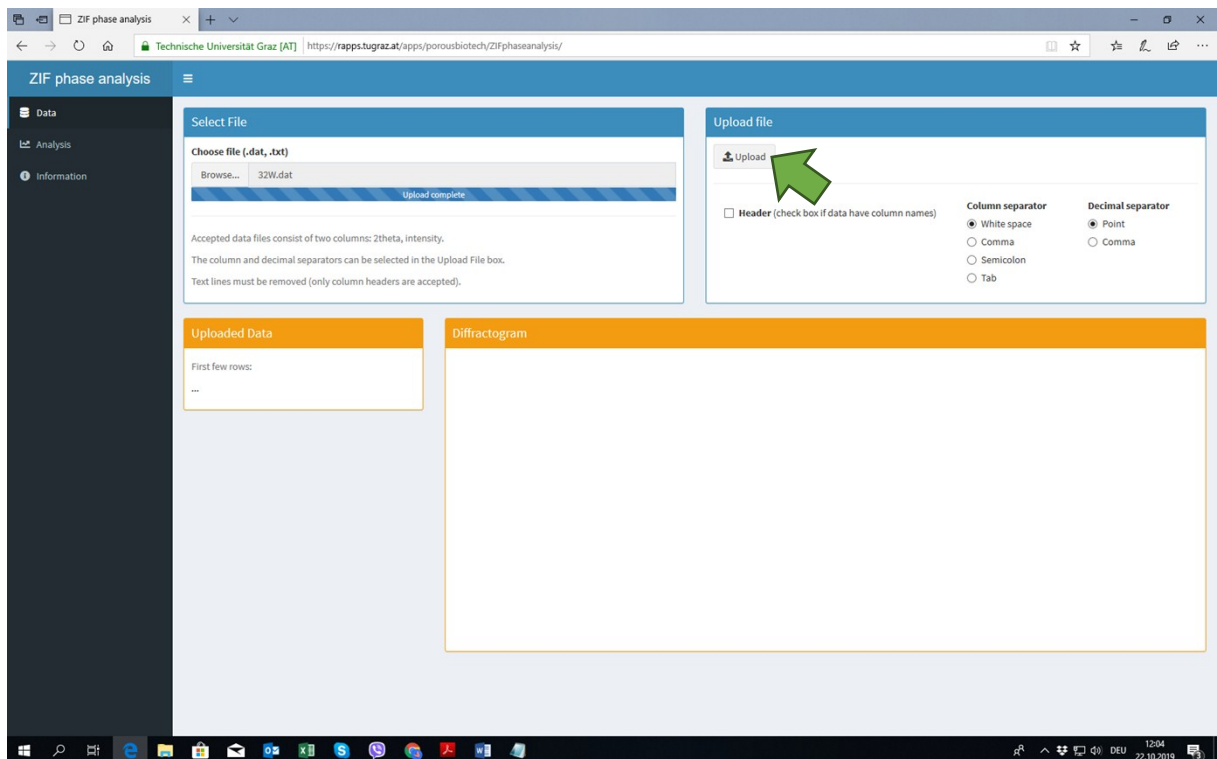 ZIF phase analysis
Technische Universität Graz [AT] https://rapps.tugraz.at/apps/porousbiotech/ZIFphaseanalysis/
ZIF phase analysis
Data
Analysis
Information
Select File
Choose file (.dat, .txt)
Browse... 32W.dat
Upload complete
Accepted data files consist of two columns: 2theta, intensity.
The column and decimal separators can be selected in the Upload File box.
Text lines must be removed (only column headers are accepted).
Upload file
Upload
Header (check box if data have column names)
Column separator
White space
Comma
Semicolon
Tab
Decimal separator
Point
Comma
Uploaded Data
First few rows:
...
Diffractogram
DEU
12:04
22.10.2019